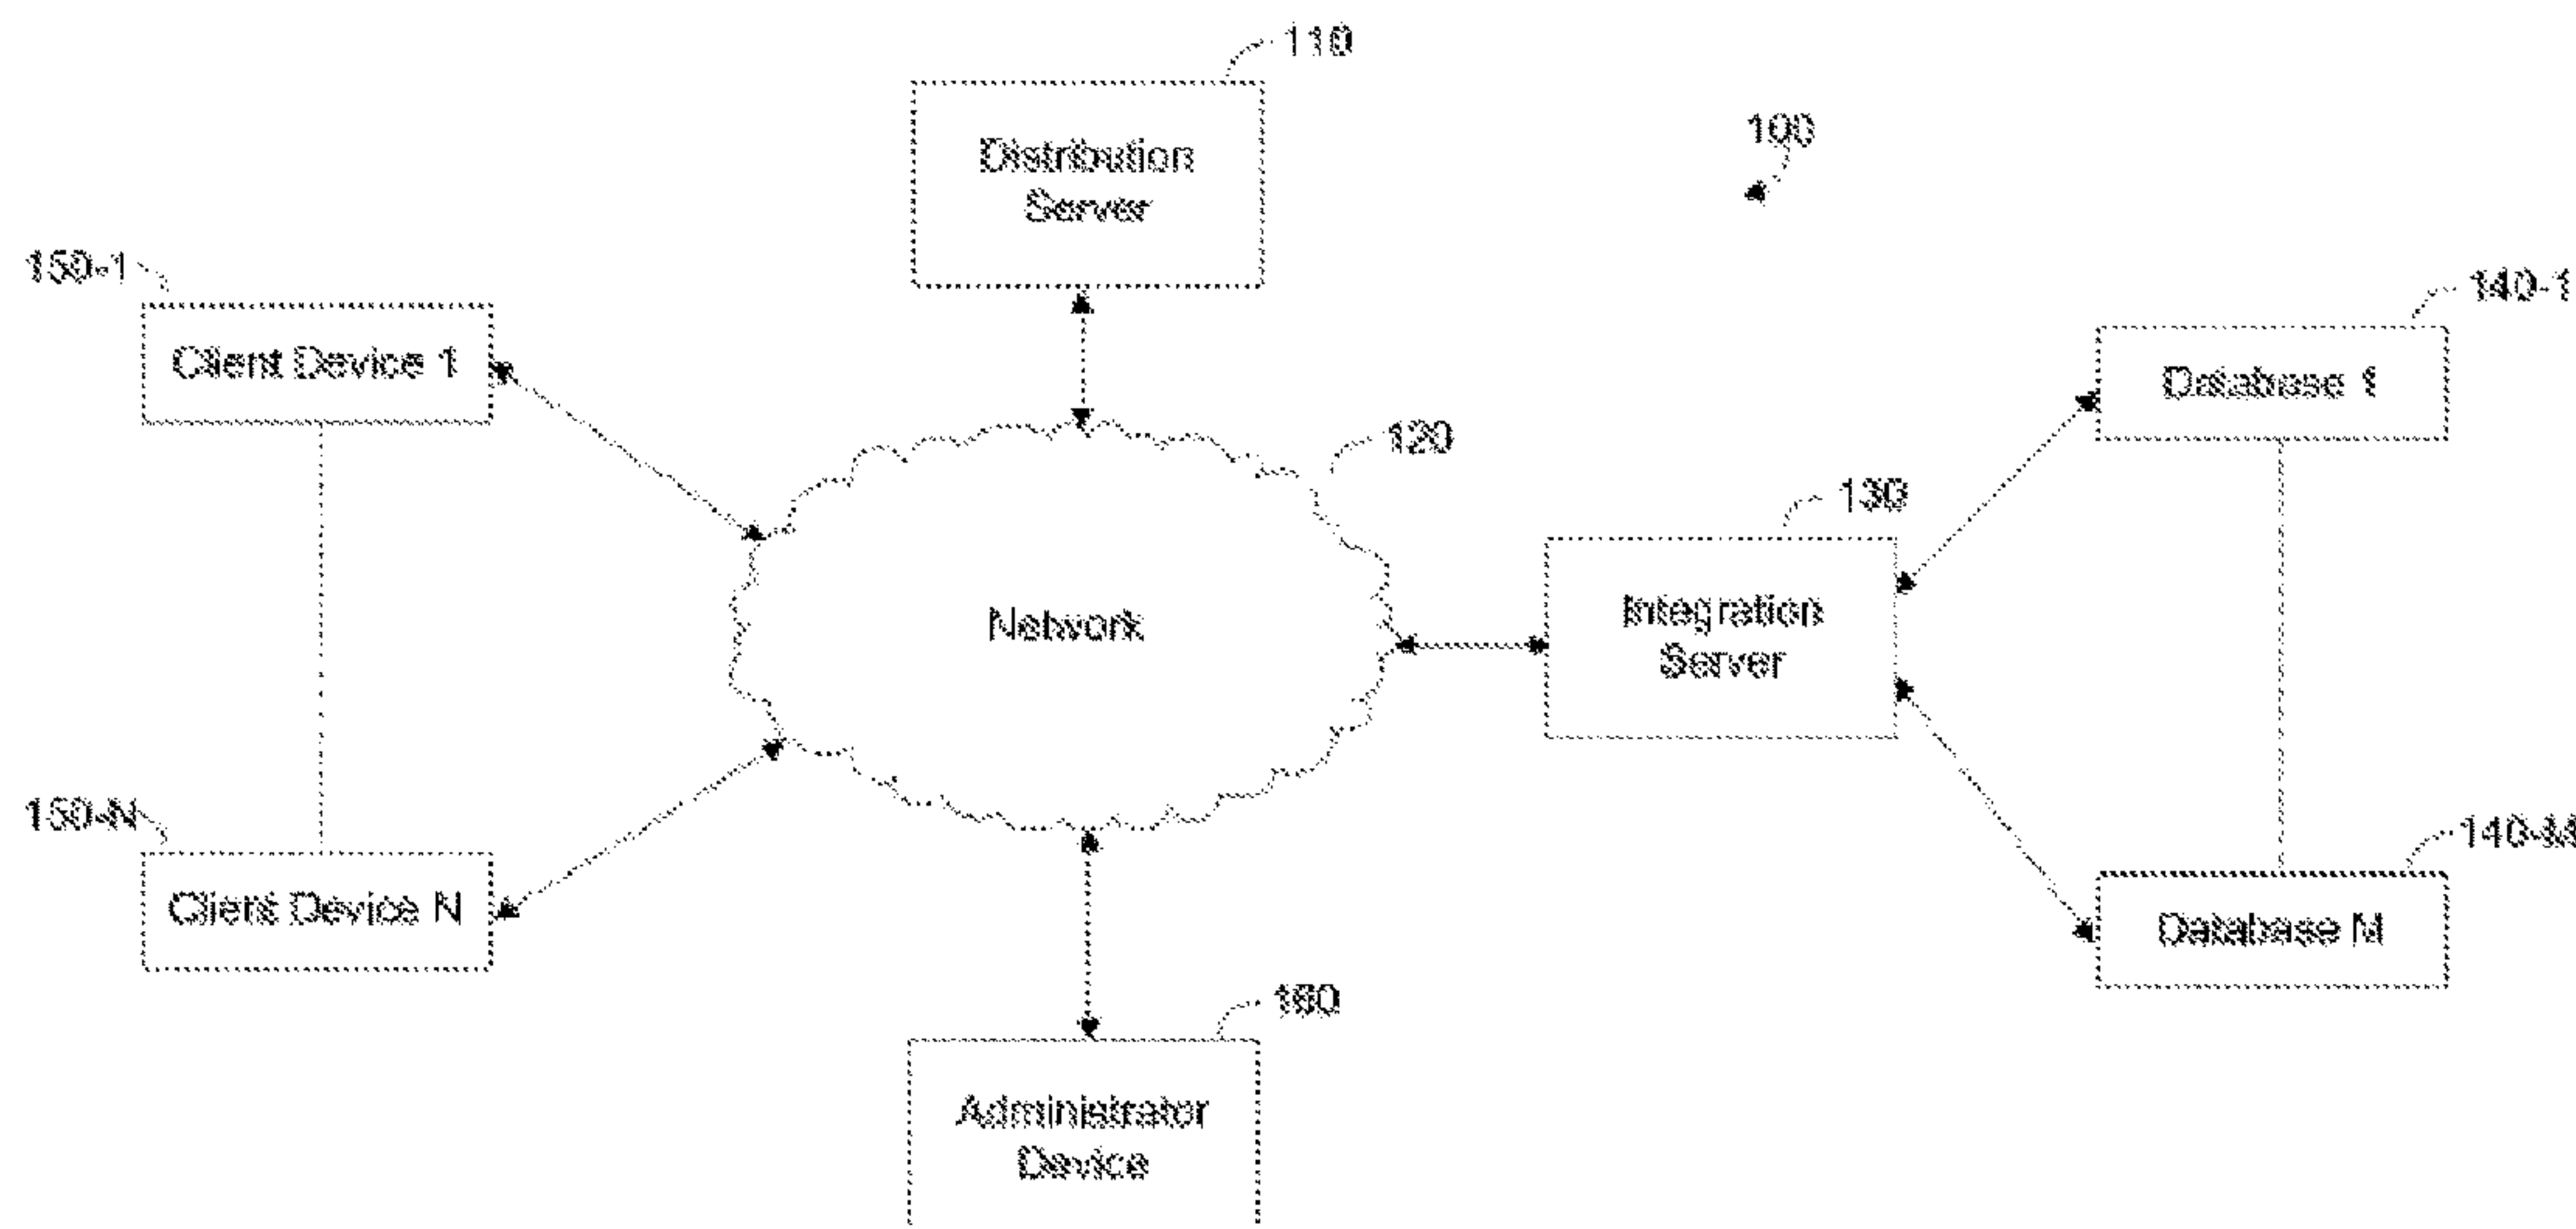 110
Distribution
Server
100
150-1
Client Device 1
140-1
Database 1
120
Network
130
Integration
Server
150-N
Client Device N
140-M
Database M
160
Administrator
Device